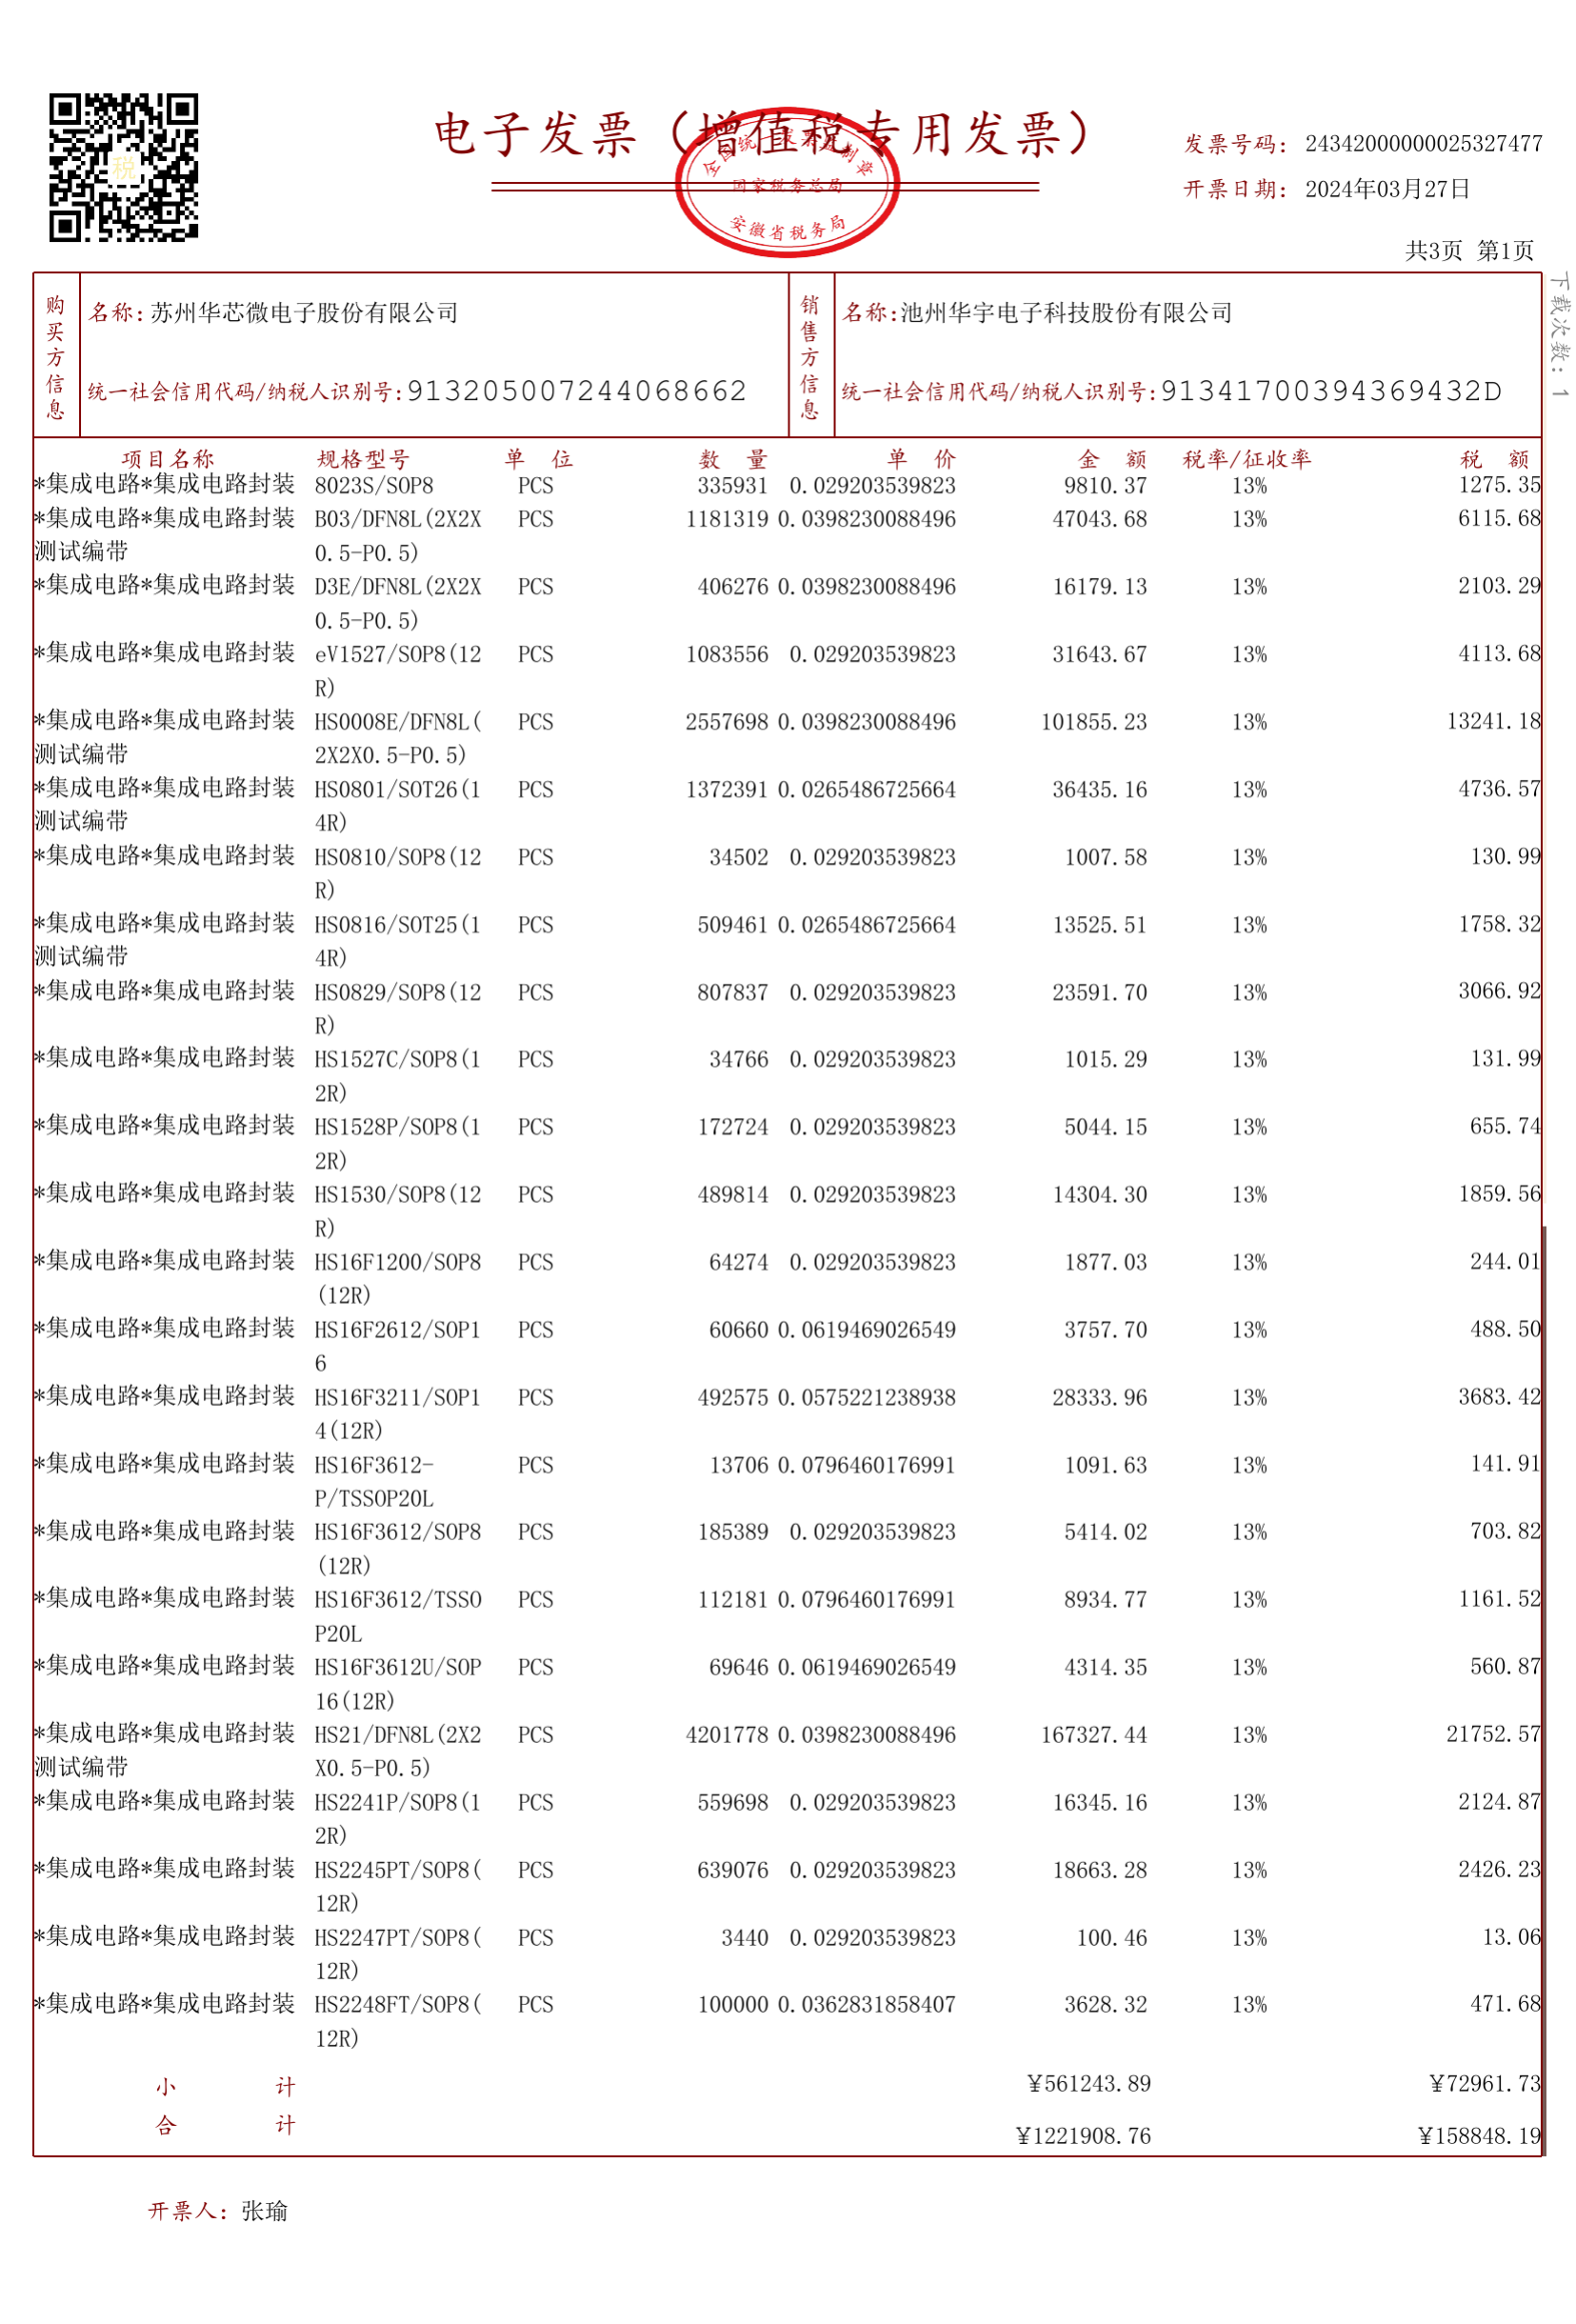 税
电子发票（增值税专用发票）
全国统一发票监制章
国家税务总局
安徽省税务局
发票号码：24342000000025327477
开票日期：2024年03月27日
共3页 第1页
下载次数：1
购买方信息
名称：苏州华芯微电子股份有限公司
统一社会信用代码/纳税人识别号：913205007244068662
销售方信息
名称：池州华宇电子科技股份有限公司
统一社会信用代码/纳税人识别号：91341700394369432D
项目名称 规格型号 单 位 数 量 单 价 金 额 税率/征收率 税 额
*集成电路*集成电路封装 8023S/SOP8 PCS 335931 0.029203539823 9810.37 13% 1275.35
*集成电路*集成电路封装 B03/DFN8L(2X2X PCS 1181319 0.0398230088496 47043.68 13% 6115.68
测试编带 0.5-P0.5)
*集成电路*集成电路封装 D3E/DFN8L(2X2X PCS 406276 0.0398230088496 16179.13 13% 2103.29
0.5-P0.5)
*集成电路*集成电路封装 eV1527/SOP8(12 PCS 1083556 0.029203539823 31643.67 13% 4113.68
R)
*集成电路*集成电路封装 HS0008E/DFN8L( PCS 2557698 0.0398230088496 101855.23 13% 13241.18
测试编带 2X2X0.5-P0.5)
*集成电路*集成电路封装 HS0801/SOT26(1 PCS 1372391 0.0265486725664 36435.16 13% 4736.57
测试编带 4R)
*集成电路*集成电路封装 HS0810/SOP8(12 PCS 34502 0.029203539823 1007.58 13% 130.99
R)
*集成电路*集成电路封装 HS0816/SOT25(1 PCS 509461 0.0265486725664 13525.51 13% 1758.32
测试编带 4R)
*集成电路*集成电路封装 HS0829/SOP8(12 PCS 807837 0.029203539823 23591.70 13% 3066.92
R)
*集成电路*集成电路封装 HS1527C/SOP8(1 PCS 34766 0.029203539823 1015.29 13% 131.99
2R)
*集成电路*集成电路封装 HS1528P/SOP8(1 PCS 172724 0.029203539823 5044.15 13% 655.74
2R)
*集成电路*集成电路封装 HS1530/SOP8(12 PCS 489814 0.029203539823 14304.30 13% 1859.56
R)
*集成电路*集成电路封装 HS16F1200/SOP8 PCS 64274 0.029203539823 1877.03 13% 244.01
(12R)
*集成电路*集成电路封装 HS16F2612/SOP1 PCS 60660 0.0619469026549 3757.70 13% 488.50
6
*集成电路*集成电路封装 HS16F3211/SOP1 PCS 492575 0.0575221238938 28333.96 13% 3683.42
4(12R)
*集成电路*集成电路封装 HS16F3612- PCS 13706 0.0796460176991 1091.63 13% 141.91
P/TSSOP20L
*集成电路*集成电路封装 HS16F3612/SOP8 PCS 185389 0.029203539823 5414.02 13% 703.82
(12R)
*集成电路*集成电路封装 HS16F3612/TSSO PCS 112181 0.0796460176991 8934.77 13% 1161.52
P20L
*集成电路*集成电路封装 HS16F3612U/SOP PCS 69646 0.0619469026549 4314.35 13% 560.87
16(12R)
*集成电路*集成电路封装 HS21/DFN8L(2X2 PCS 4201778 0.0398230088496 167327.44 13% 21752.57
测试编带 X0.5-P0.5)
*集成电路*集成电路封装 HS2241P/SOP8(1 PCS 559698 0.029203539823 16345.16 13% 2124.87
2R)
*集成电路*集成电路封装 HS2245PT/SOP8( PCS 639076 0.029203539823 18663.28 13% 2426.23
12R)
*集成电路*集成电路封装 HS2247PT/SOP8( PCS 3440 0.029203539823 100.46 13% 13.06
12R)
*集成电路*集成电路封装 HS2248FT/SOP8( PCS 100000 0.0362831858407 3628.32 13% 471.68
12R)
小 计 ¥561243.89 ¥72961.73
合 计 ¥1221908.76 ¥158848.19
开票人：张瑜